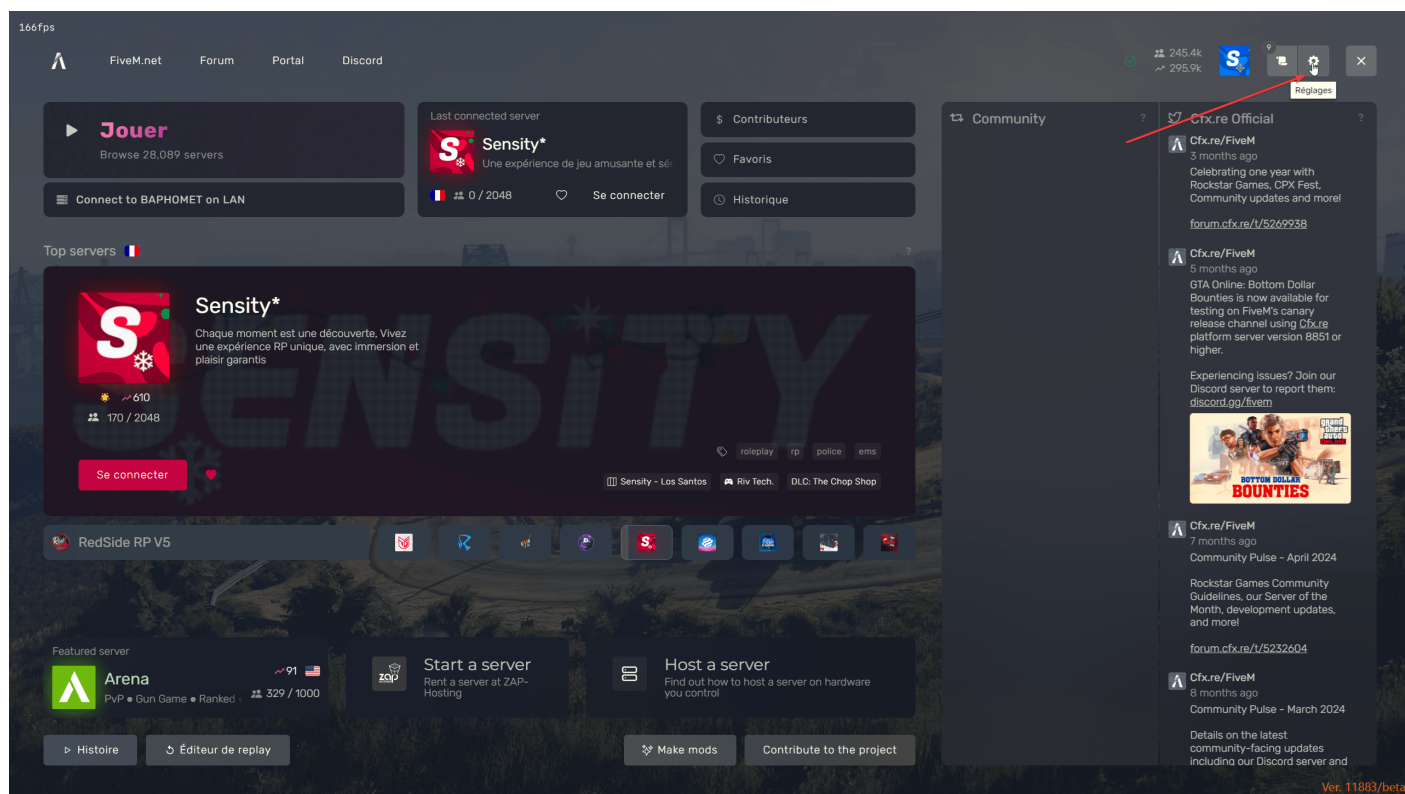 166fps
FiveM.net
Forum
Portal
Discord
245.4k
295.9k
9
Réglages
Jouer
Browse 28,089 servers
Connect to BAPHOMET on LAN
Last connected server
Sensity*
Une expérience de jeu amusante et sé
0 / 2048
Se connecter
$ Contributeurs
Favoris
Historique
Top servers
?
Sensity*
Chaque moment est une découverte, Vivez
une expérience RP unique, avec immersion et
plaisir garantis
610
170 / 2048
Se connecter
SENSITY
roleplay rp police ems
Sensity - Los Santos
Riv Tech.
DLC: The Chop Shop
RedSide RP V5
Featured server
Arena
PvP ● Gun Game ● Ranked
91
329 / 1000
ZAP
Start a server
Rent a server at ZAP-
Hosting
Host a server
Find out how to host a server on hardware
you control
Histoire
Éditeur de replay
Make mods
Contribute to the project
Community
?
Cfx.re Official
?
Cfx.re/FiveM
3 months ago
Celebrating one year with
Rockstar Games, CPX Fest,
Community updates and more!
forum.cfx.re/t/5269938
Cfx.re/FiveM
5 months ago
GTA Online: Bottom Dollar
Bounties is now available for
testing on FiveM's canary
release channel using Cfx.re
platform server version 8851 or
higher.
Experiencing issues? Join our
Discord server to report them:
discord.gg/fivem
grand
theft
auto
ONLINE
BOTTOM DOLLAR
BOUNTIES
Cfx.re/FiveM
7 months ago
Community Pulse - April 2024
Rockstar Games Community
Guidelines, our Server of the
Month, development updates,
and more!
forum.cfx.re/t/5232604
Cfx.re/FiveM
8 months ago
Community Pulse - March 2024
Details on the latest
community-facing updates
including our Discord server and
Ver. 11883/beta